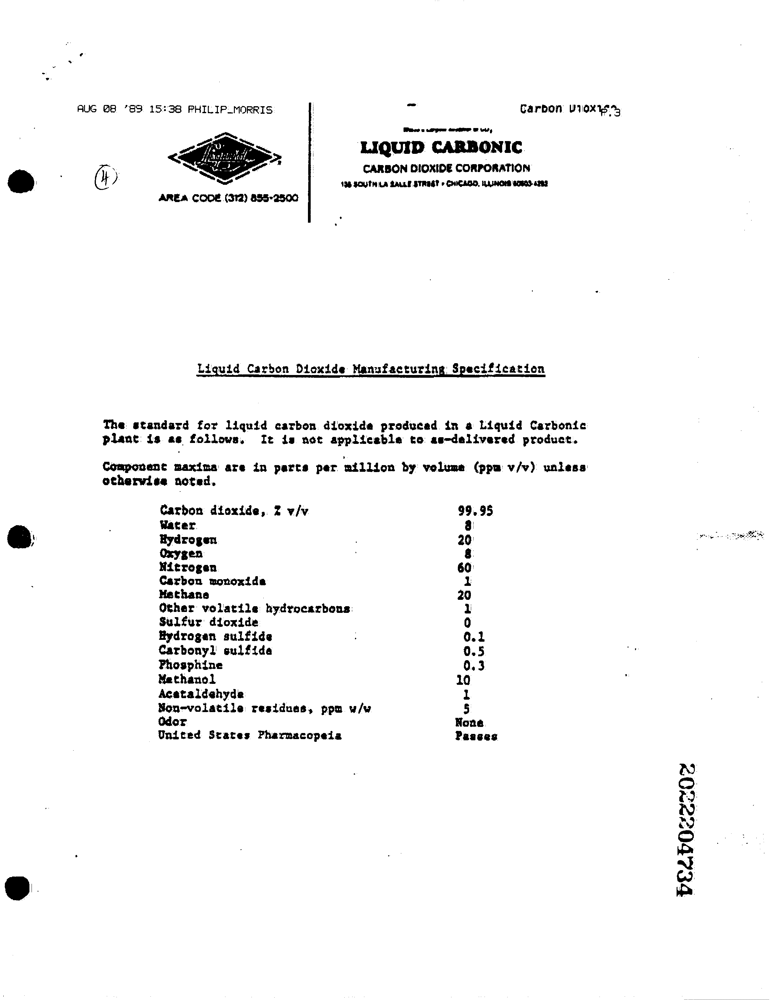 AUG 08 '89 15:38 PHILIP_MORRIS
Carbon
P.3
(4)
AREA CODE (312) 855-2500
LIQUID CARBONIC
CARBON DIOXIDE CORPORATION
135 SOUTH LA SALLE STREET • CHICAGO, ILLINOIS 60603-4282
Liquid Carbon Dioxide Manufacturing Specification
The standard for liquid carbon dioxide produced in a Liquid Carbonic
plant is as follows. It is not applicable to as-delivered product.
Component maxima are in parts per million by volume (ppm v/v) unless
otherwise noted.
Carbon dioxide, % v/v 99.95
Water 8
Hydrogen 20
Oxygen 8
Nitrogen 60
Carbon monoxide 1
Methane 20
Other volatile hydrocarbons 1
Sulfur dioxide 0
Hydrogen sulfide 0.1
Carbonyl sulfide 0.5
Phosphine 0.3
Methanol 10
Acetaldehyde 1
Non-volatile residues, ppm w/w 5
Odor None
United States Pharmacopeia Passes
2022204734